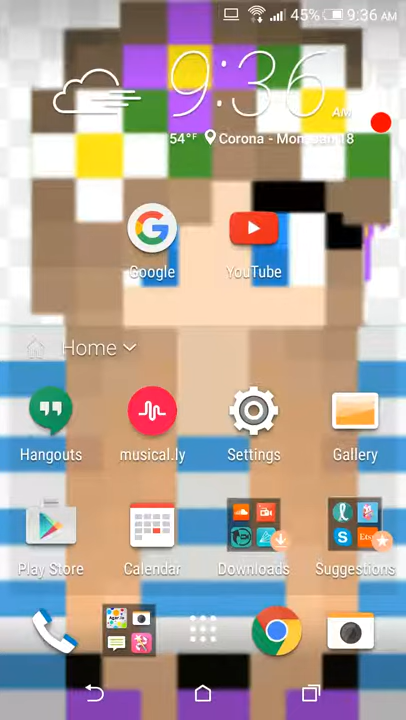 45% 9:36 AM
9:36 AM
54°F Corona - Mon, Jan 18
Google YouTube
Home
Hangouts musical.ly Settings Gallery
Play Store Calendar Downloads Suggestions